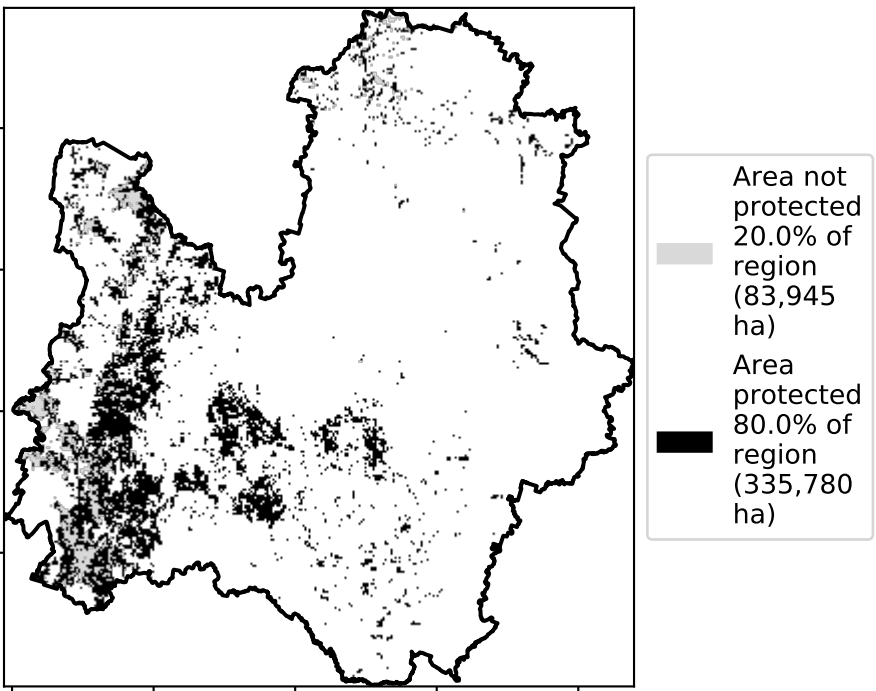 Area not
protected
20.0% of
region
(83,945
ha)
Area
protected
80.0% of
region
(335,780
ha)